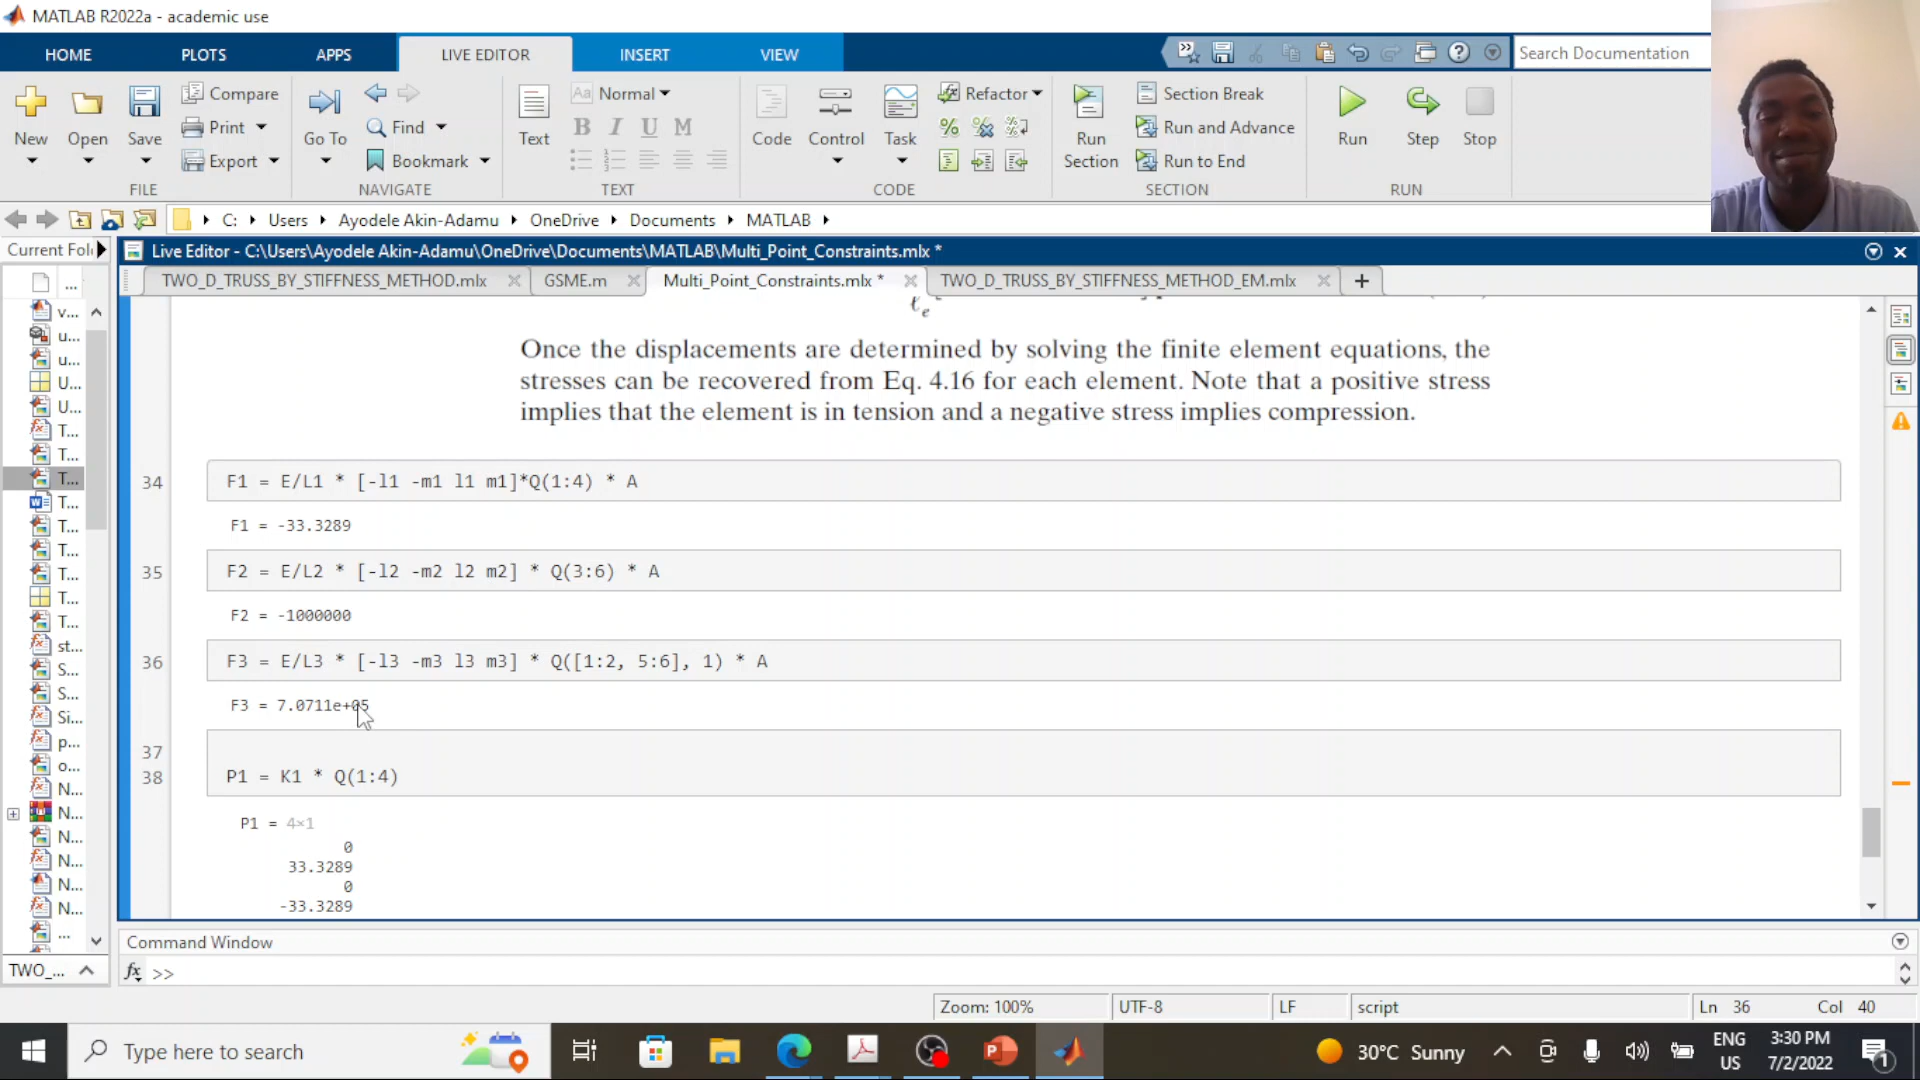 MATLAB R2022a - academic use
HOME
PLOTS
APPS
LIVE EDITOR
INSERT
VIEW
Search Documentation
New
Open
Save
Compare
Print
Export
FILE
Go To
Find
Bookmark
NAVIGATE
Text
Aa Normal
B I U M
TEXT
Code
Control
Task
Refactor
CODE
Run Section
Section Break
Run and Advance
Run to End
SECTION
Run
Step
Stop
RUN
C: Users Ayodele Akin-Adamu OneDrive Documents MATLAB
Current Fol
Live Editor - C:\Users\Ayodele Akin-Adamu\OneDrive\Documents\MATLAB\Multi_Point_Constraints.mlx *
TWO_D_TRUSS_BY_STIFFNESS_METHOD.mlx
GSME.m
Multi_Point_Constraints.mlx *
TWO_D_TRUSS_BY_STIFFNESS_METHOD_EM.mlx
+
...
v...
u...
u...
U...
U...
T...
T...
T...
T...
T...
T...
T...
T...
T...
st...
S...
S...
Si...
p...
o...
N...
N...
N...
N...
N...
N...
...
TWO_...
ℓe
Once the displacements are determined by solving the finite element equations, the
stresses can be recovered from Eq. 4.16 for each element. Note that a positive stress
implies that the element is in tension and a negative stress implies compression.
34 F1 = E/L1 * [-l1 -m1 l1 m1]*Q(1:4) * A
F1 = -33.3289
35 F2 = E/L2 * [-l2 -m2 l2 m2] * Q(3:6) * A
F2 = -1000000
36 F3 = E/L3 * [-l3 -m3 l3 m3] * Q([1:2, 5:6], 1) * A
F3 = 7.0711e+05
37
38 P1 = K1 * Q(1:4)
P1 = 4×1
0
33.3289
0
-33.3289
Command Window
fx >>
Zoom: 100%
UTF-8
LF
script
Ln 36 Col 40
Type here to search
30°C Sunny
ENG
US
3:30 PM
7/2/2022
1